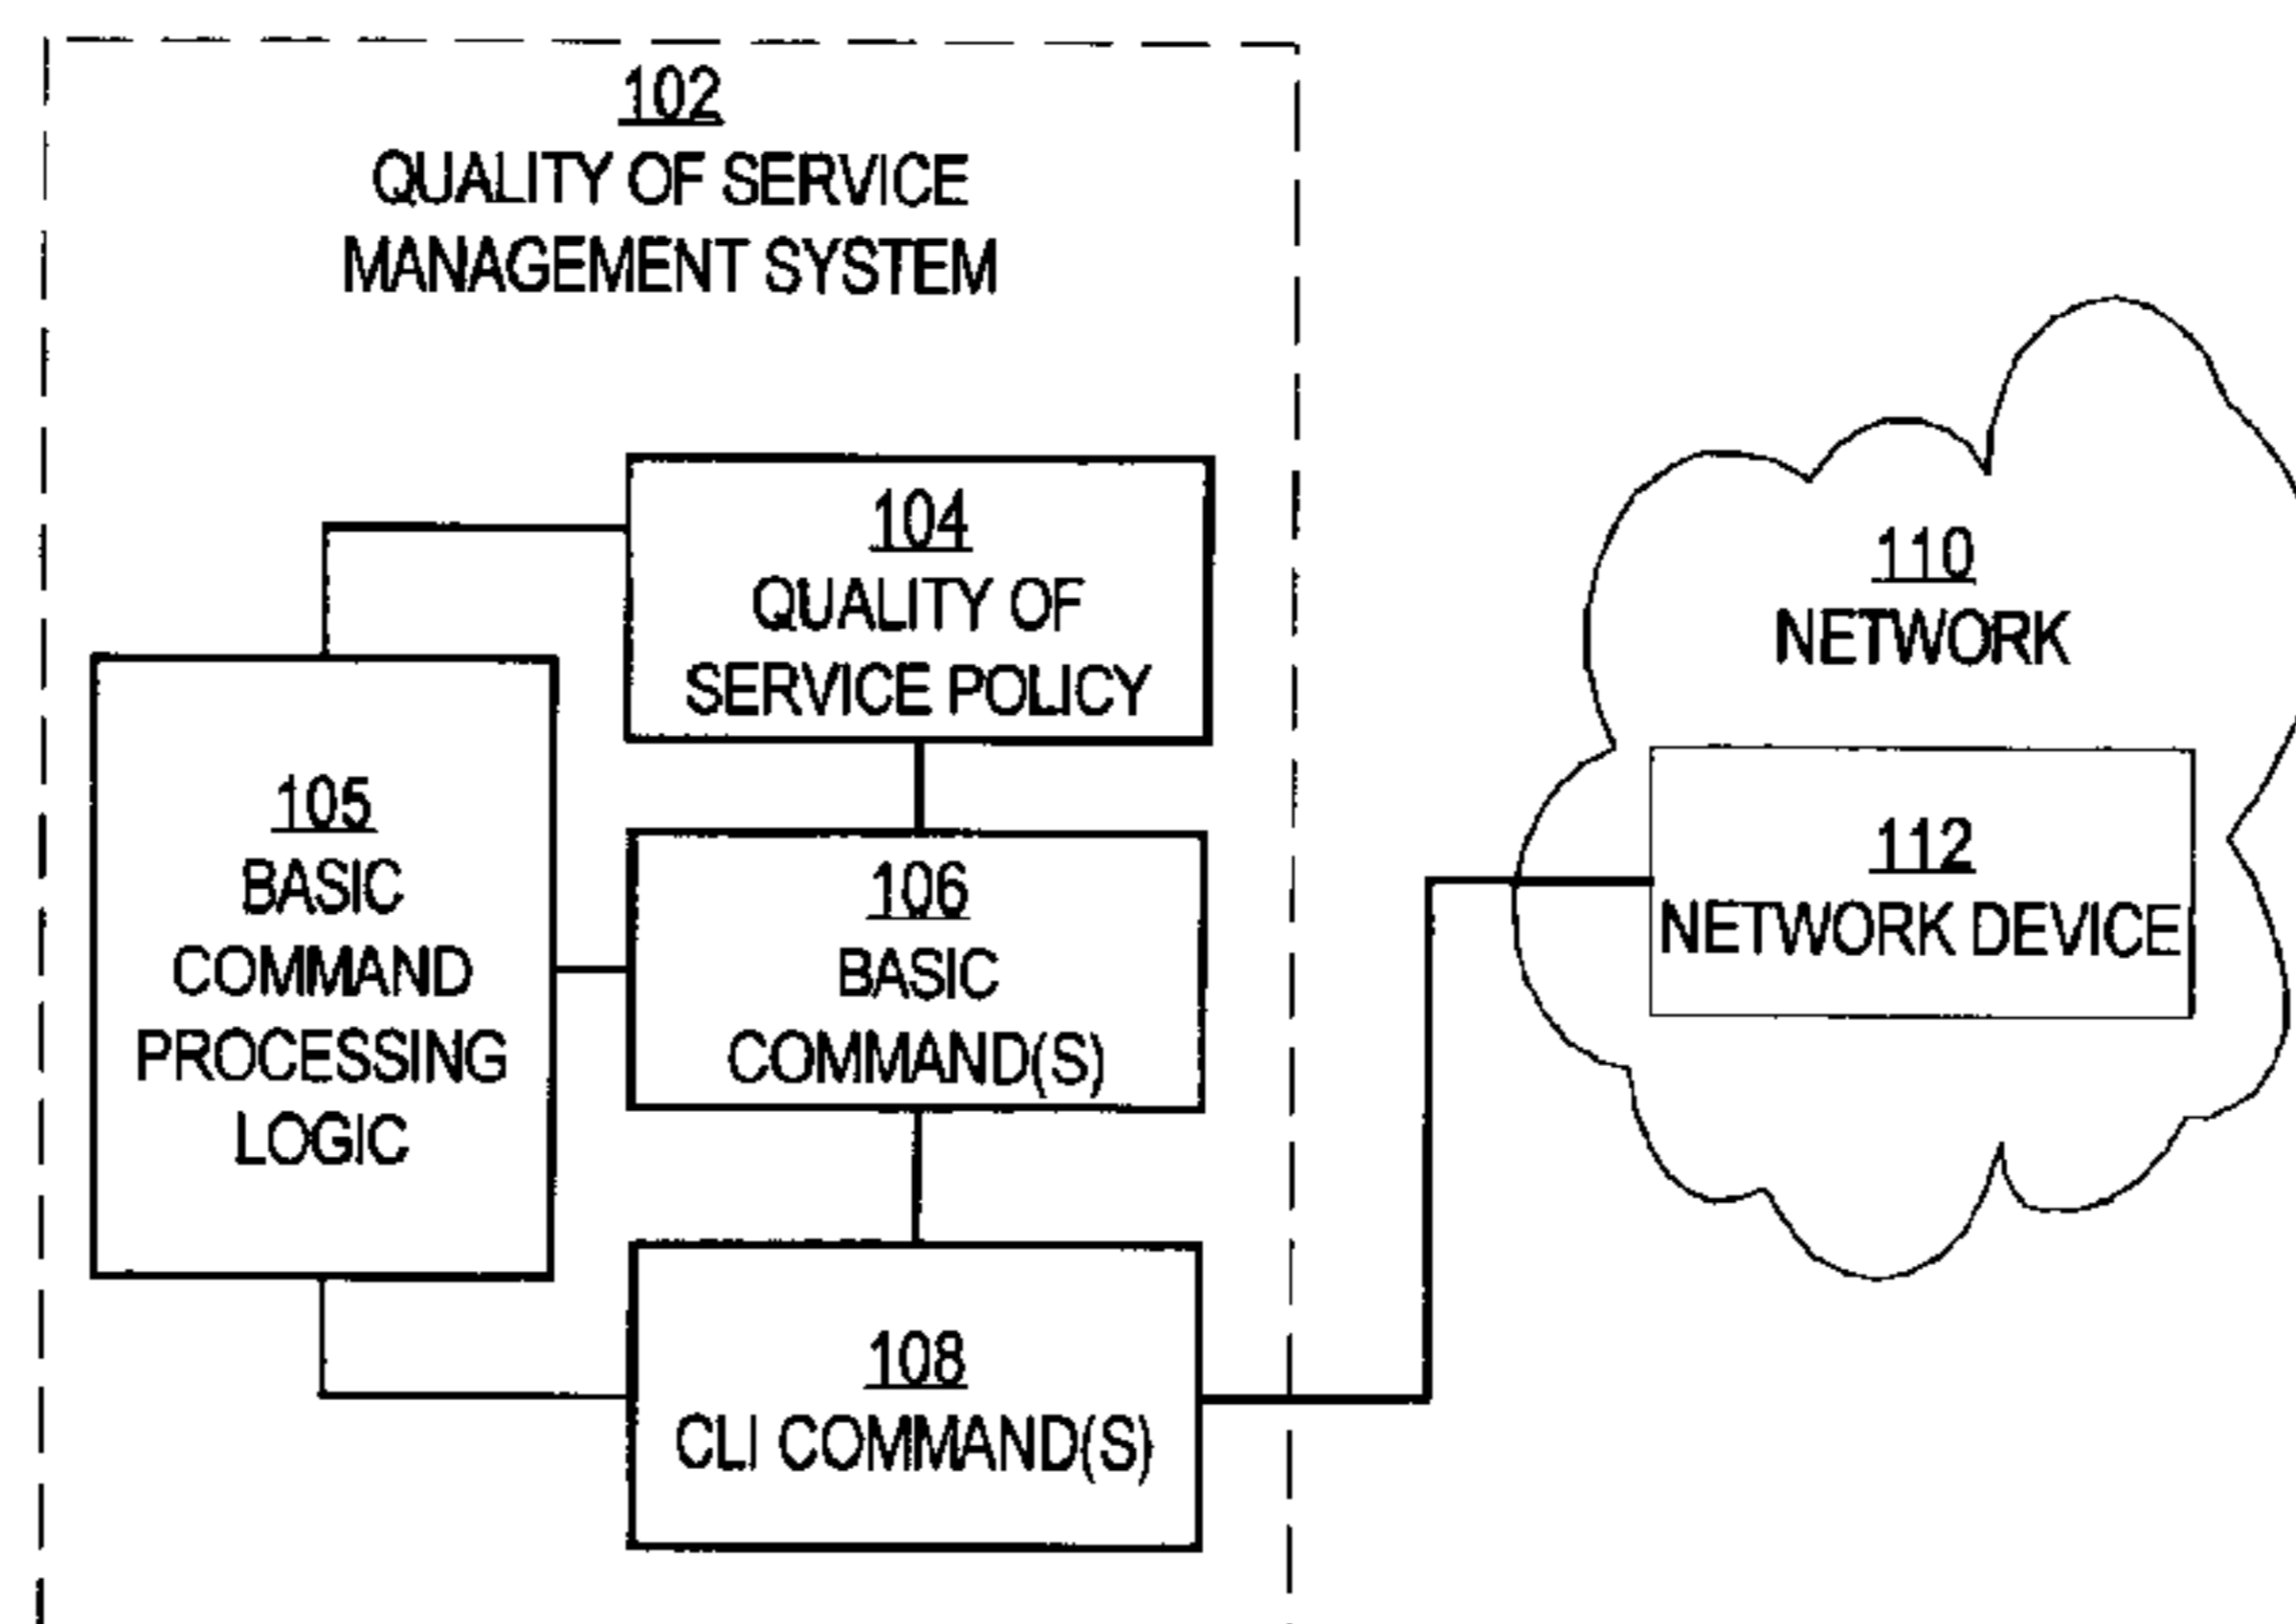 102
QUALITY OF SERVICE
MANAGEMENT SYSTEM
104
QUALITY OF
SERVICE POLICY
105
BASIC
COMMAND
PROCESSING
LOGIC
106
BASIC
COMMAND(S)
108
CLI COMMAND(S)
110
NETWORK
112
NETWORK DEVICE